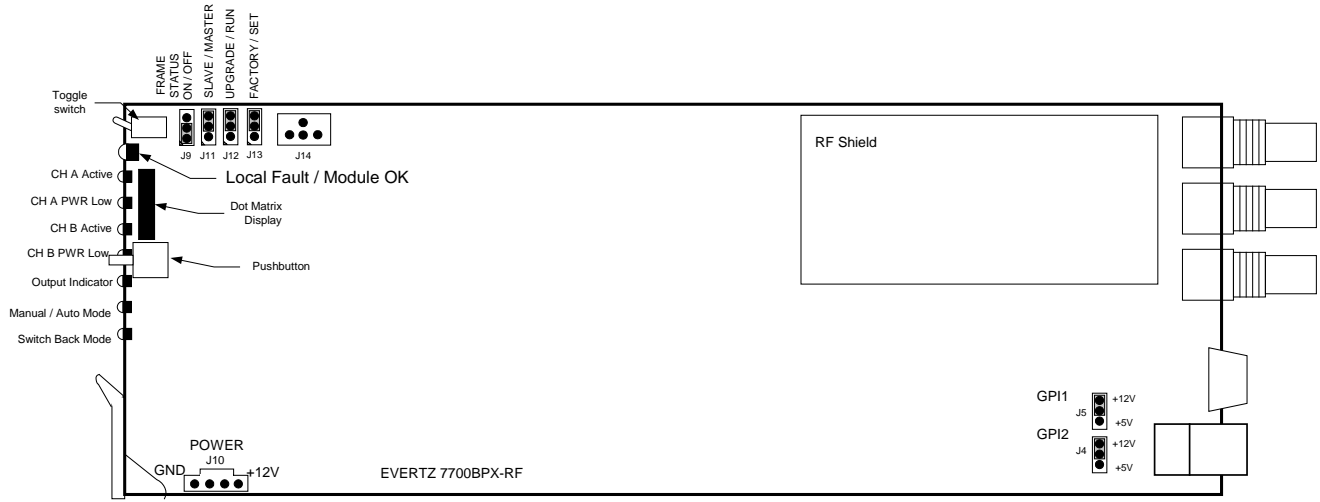 FRAME
STATUS
ON / OFF
SLAVE / MASTER
UPGRADE / RUN
FACTORY / SET
Toggle
switch
J9
J11
J12
J13
J14
RF Shield
Local Fault / Module OK
CH A Active
CH A PWR Low
Dot Matrix
Display
CH B Active
CH B PWR Low
Pushbutton
Output Indicator
Manual / Auto Mode
Switch Back Mode
GPI1
J5
+12V
+5V
GPI2
J4
+12V
+5V
POWER
J10
GND
+12V
EVERTZ 7700BPX-RF